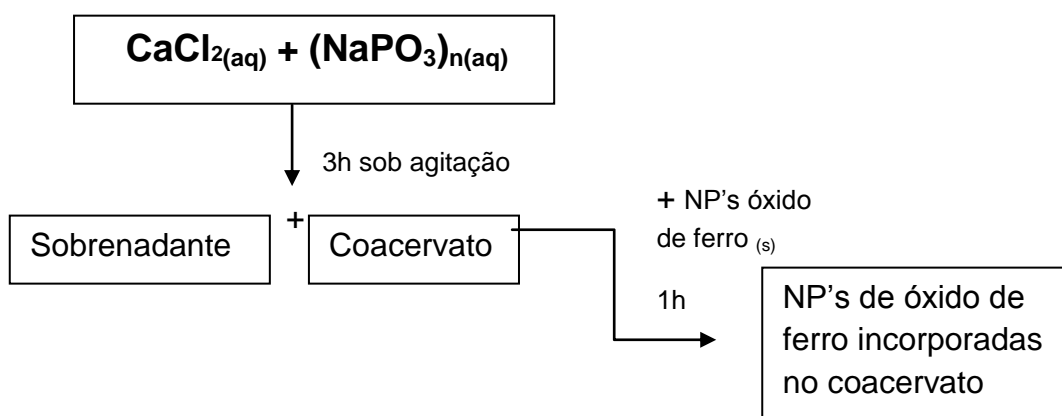 CaCl2(aq) + (NaPO3)n(aq)
3h sob agitação
+
Sobrenadante
Coacervato
+ NP’s óxido
de ferro (s)
1h
NP’s de óxido de
ferro incorporadas
no coacervato